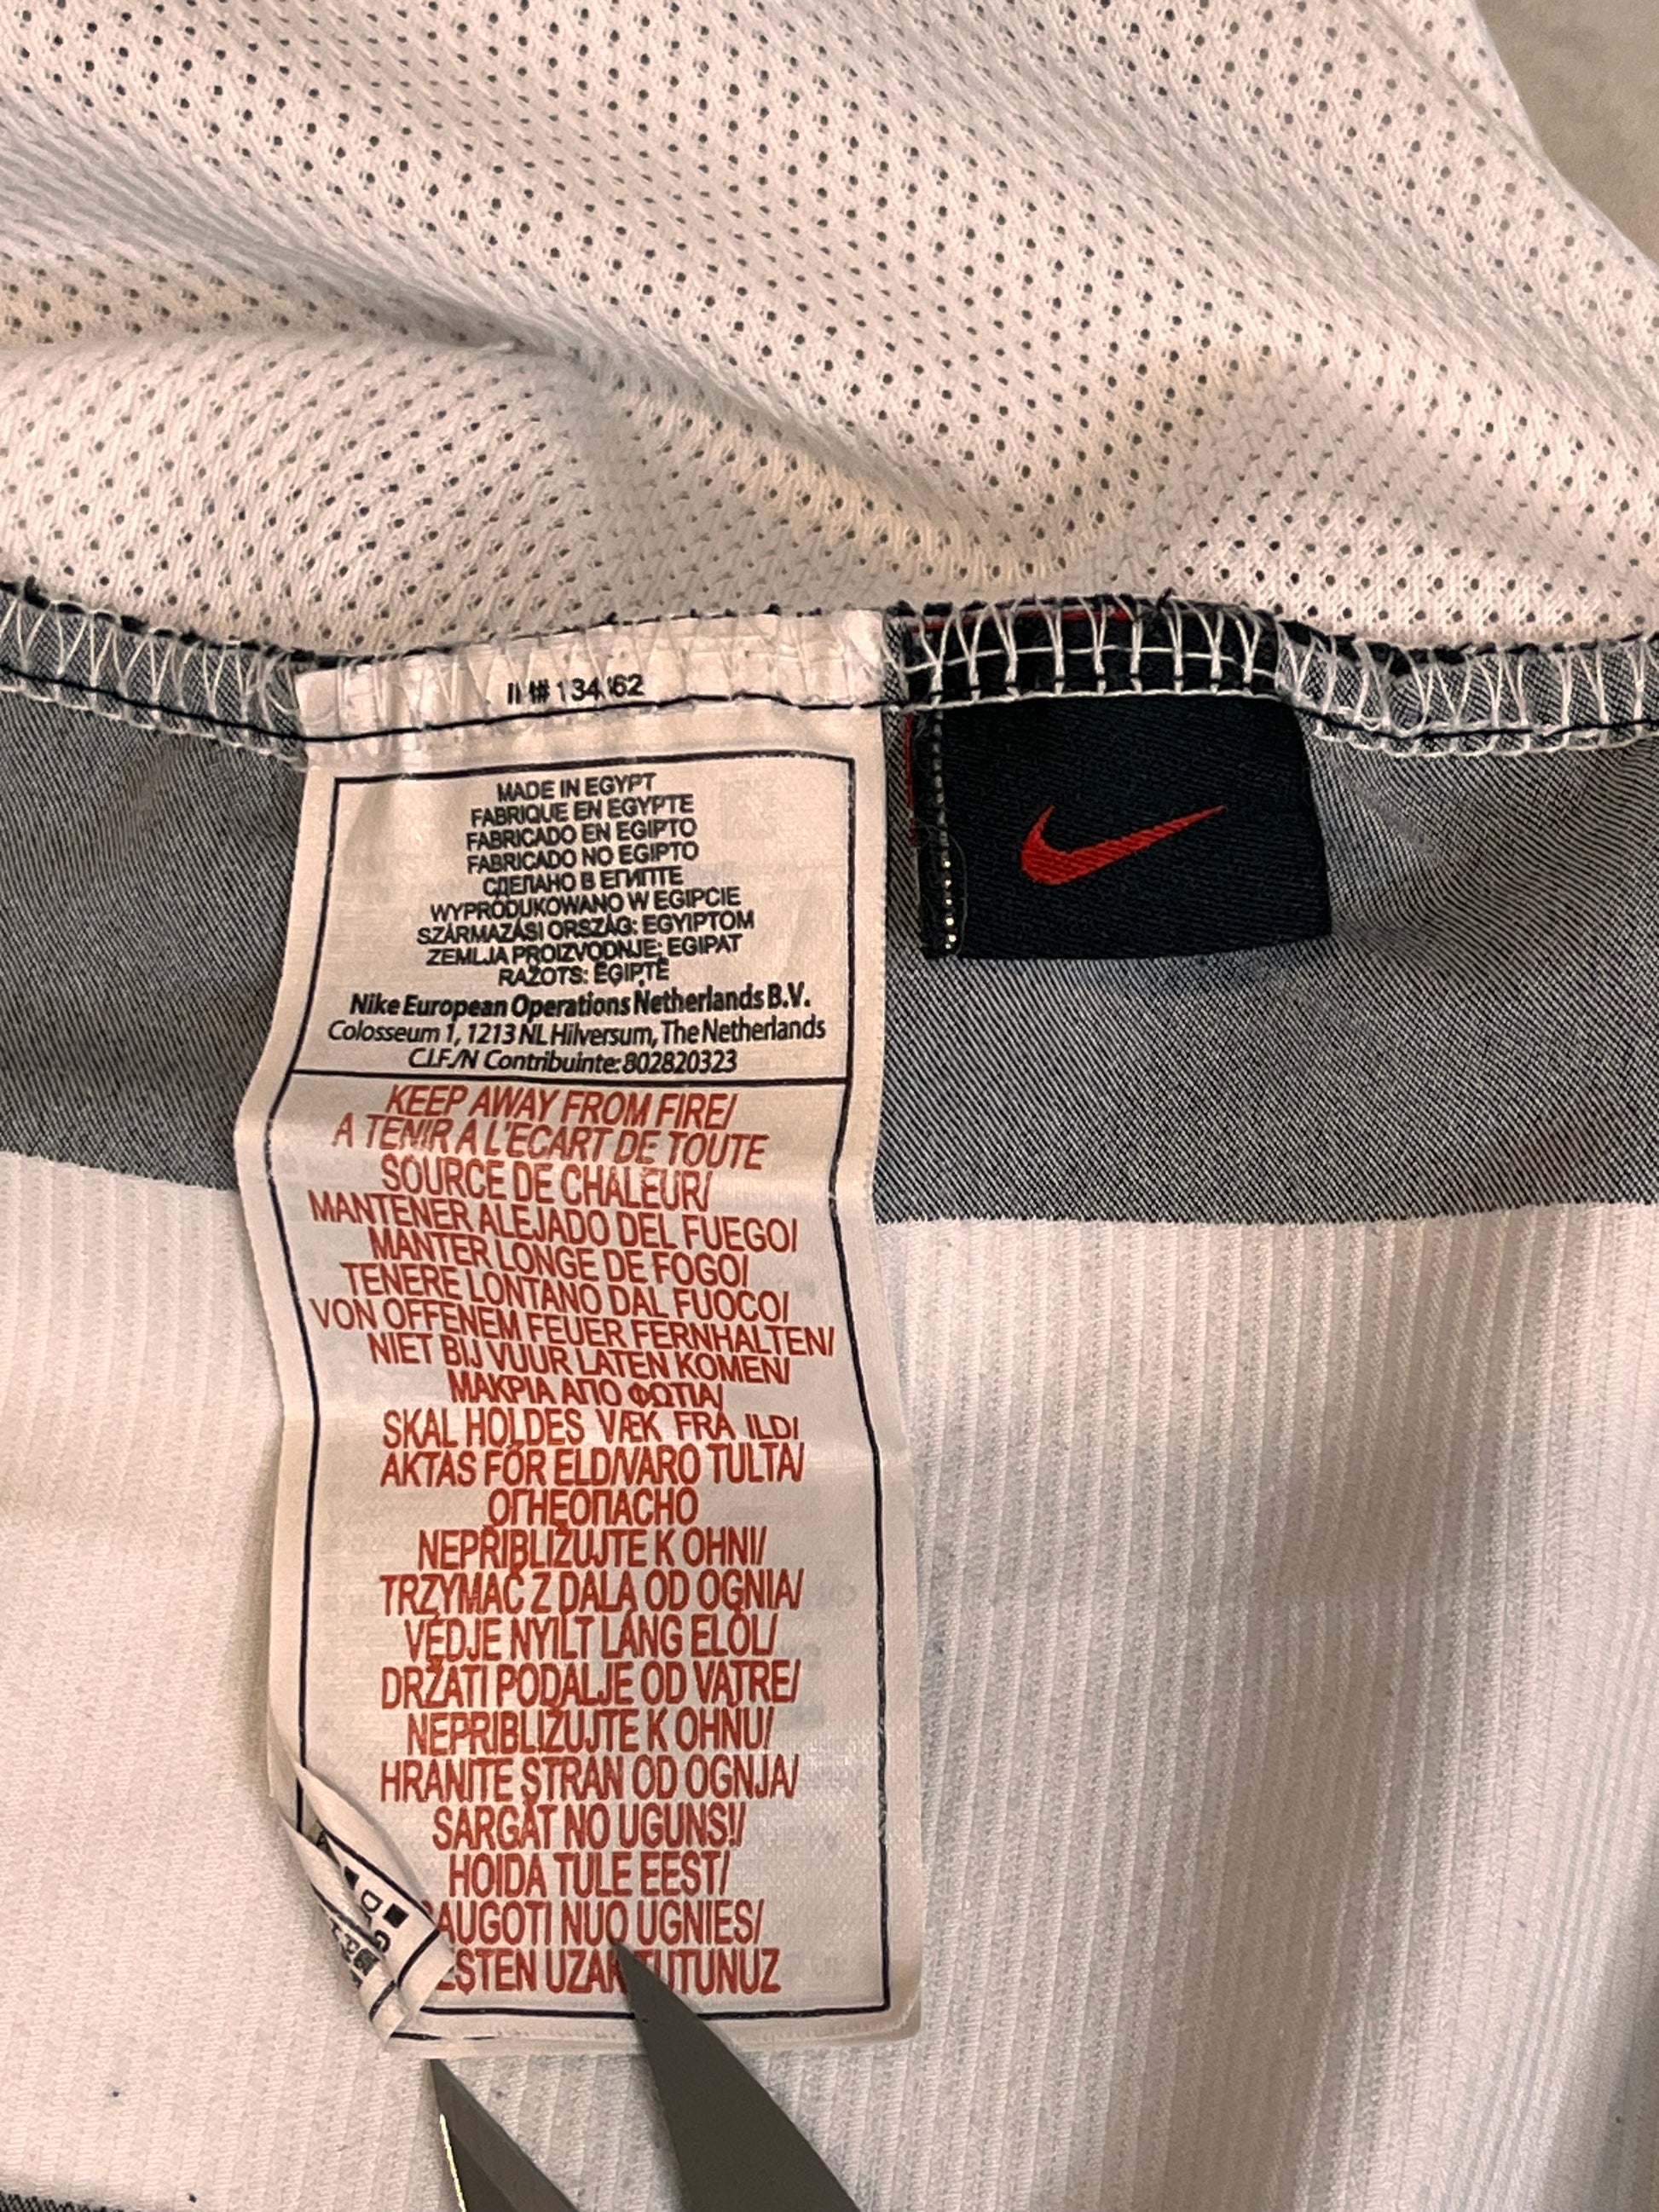 MADE IN EGYPT
FABRIQUE EN EGYPTE
FABRICADO EN EGIPTO
FABRICADO NO EGIPTO
СДЕЛАНО В ЕГИПТЕ
WYPRODUKOWANO W EGIPCIE
SZÁRMAZÁSI ORSZÁG: EGYIPTOM
ZEMLJA PROIZVODNJE: EGIPAT
RAŽOTS: ĒĢIPTĒ
Nike European Operations Netherlands B.V.
Colosseum 1, 1213 NL Hilversum, The Netherlands
C.I.F./N Contribuinte: 802820323
KEEP AWAY FROM FIRE/
A TENIR A L'ECART DE TOUTE
SOURCE DE CHALEUR/
MANTENER ALEJADO DEL FUEGO/
MANTER LONGE DE FOGO/
TENERE LONTANO DAL FUOCO/
VON OFFENEM FEUER FERNHALTEN/
NIET BIJ VUUR LATEN KOMEN/
ΜΑΚΡΙΑ ΑΠΟ ΦΩΤΙΑ/
SKAL HOLDES VÆK FRA ILD/
AKTAS FÖR ELD/VARO TULTA/
ОГНЕОПАСНО
NEPRIBLIŽUJTE K OHNI/
TRZYMAĆ Z DALA OD OGNIA/
VÉDJE NYÍLT LÁNG ELŐL/
DRŽATI PODALJE OD VATRE/
NEPRIBLIŽUJTE K OHNU/
HRANITE STRAN OD OGNJA/
SARGĀT NO UGUNS!/
HOIDA TULE EEST/
AUGOTI NUO UGNIES/
EŞTEN UZAK TUTUNUZ